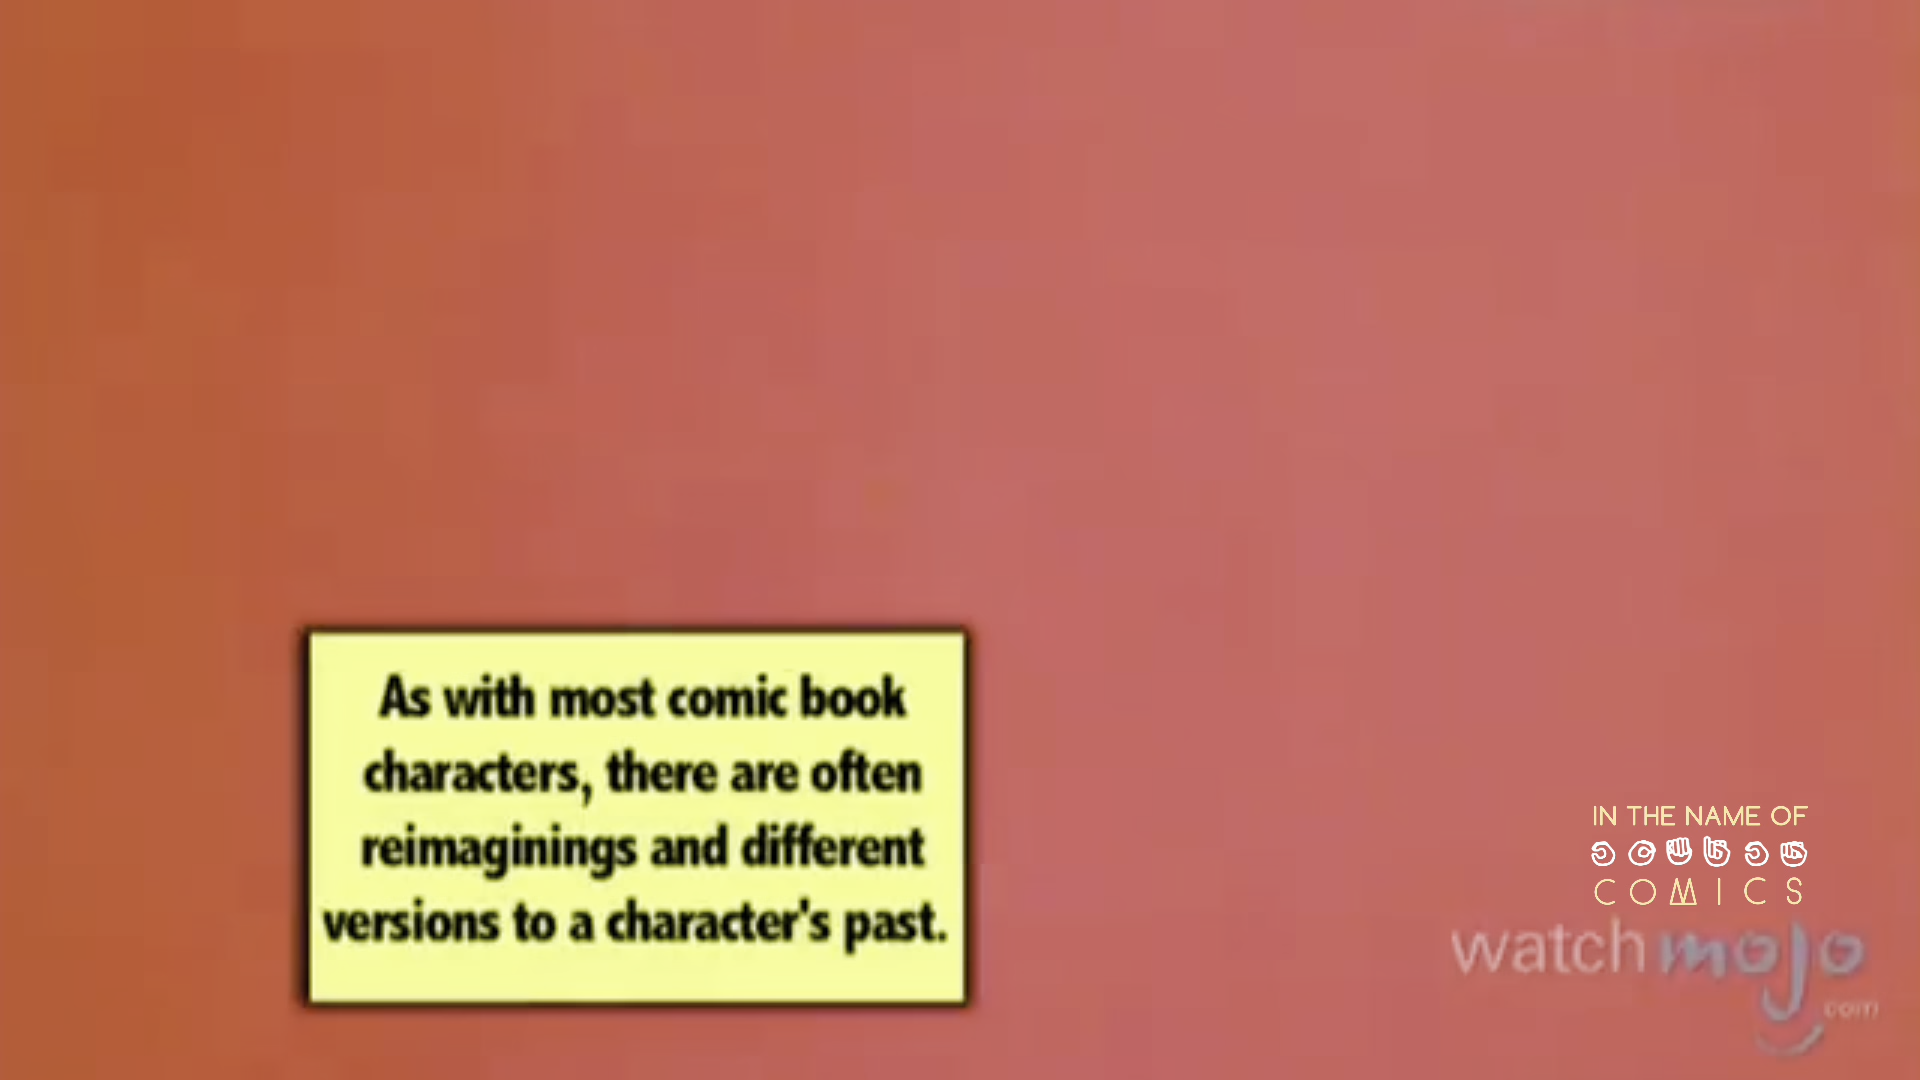 As with most comic book
characters, there are often
reimaginings and different
versions to a character's past.
IN THE NAME OF
COMICS
watchmojo
.com